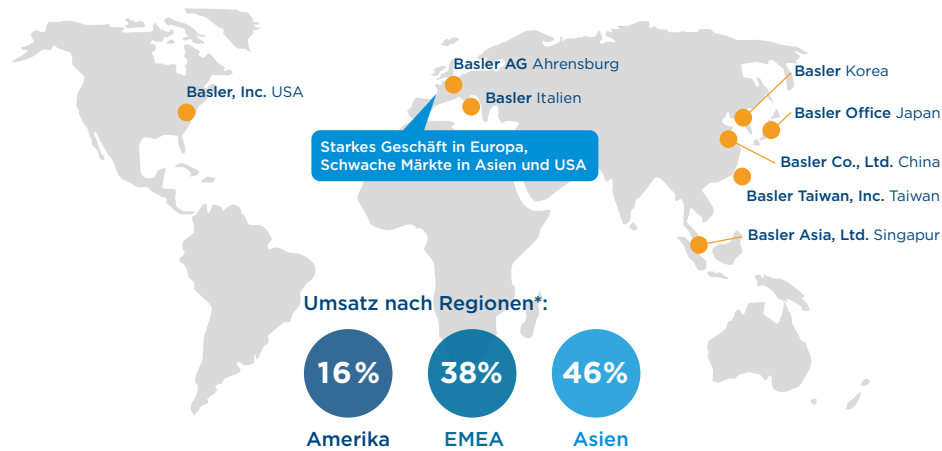 Basler AG Ahrensburg
Basler, Inc. USA
Basler Italien
Starkes Geschäft in Europa,
Schwache Märkte in Asien und USA
Basler Korea
Basler Office Japan
Basler Co., Ltd. China
Basler Taiwan, Inc. Taiwan
Basler Asia, Ltd. Singapur
Umsatz nach Regionen*:
16%
38%
46%
Amerika
EMEA
Asien